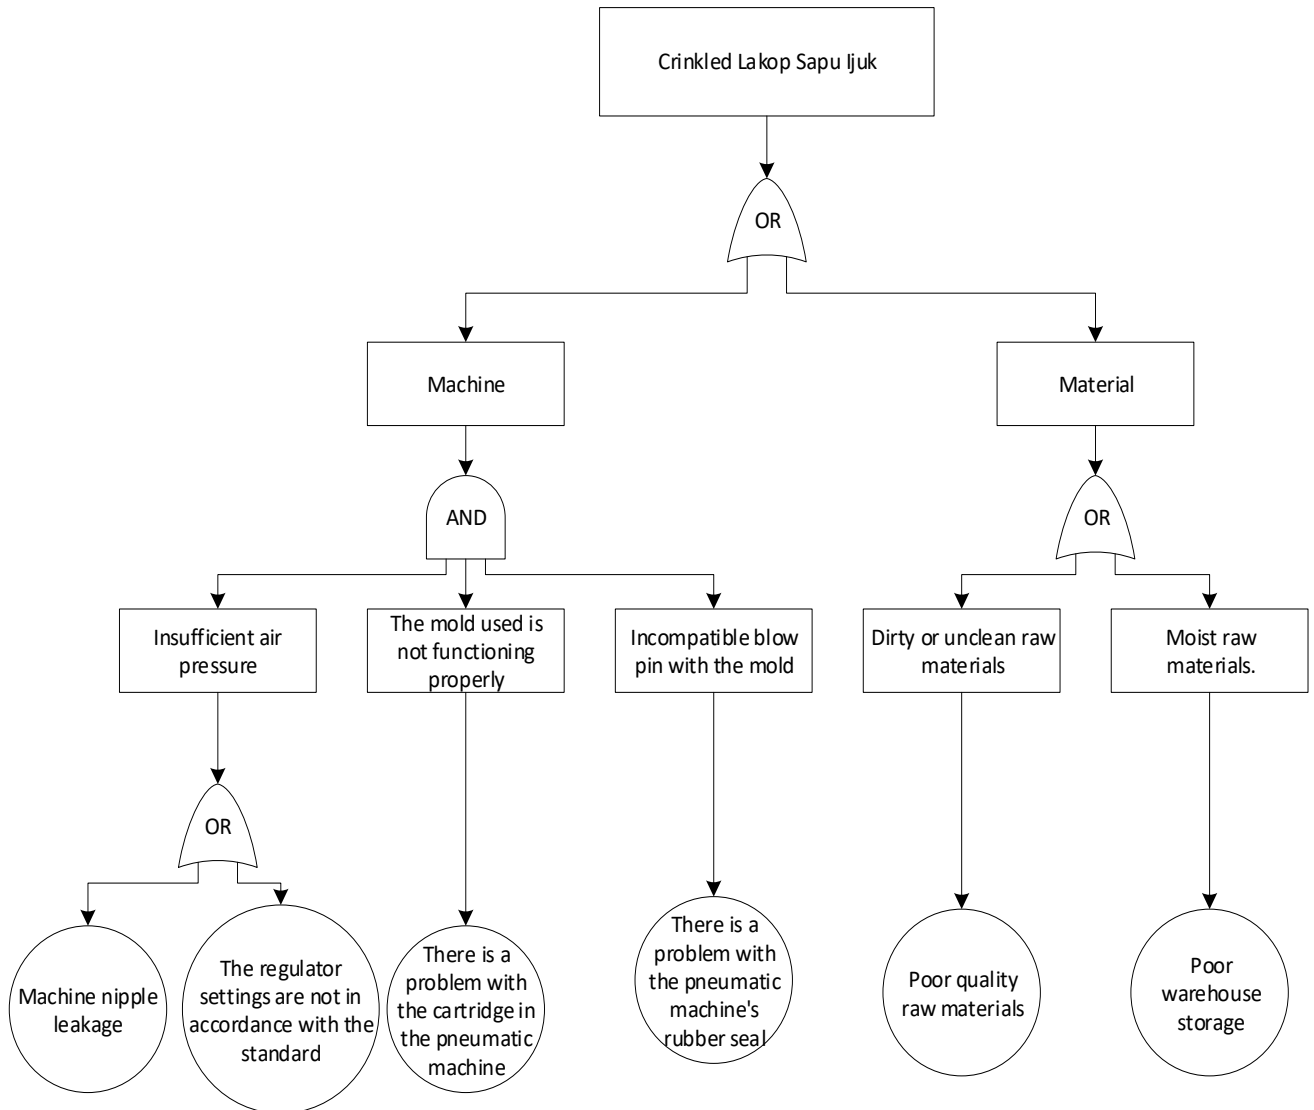 Crinkled Lakop Sapu Ijuk
OR
Machine
Material
AND
OR
Insufficient air
pressure
The mold used is
not functioning
properly
Incompatible blow
pin with the mold
Dirty or unclean raw
materials
Moist raw
materials.
OR
Machine nipple
leakage
The regulator
settings are not in
accordance with the
standard
There is a
problem with
the cartridge in
the pneumatic
machine
There is a
problem with
the pneumatic
machine's
rubber seal
Poor quality
raw materials
Poor
warehouse
storage